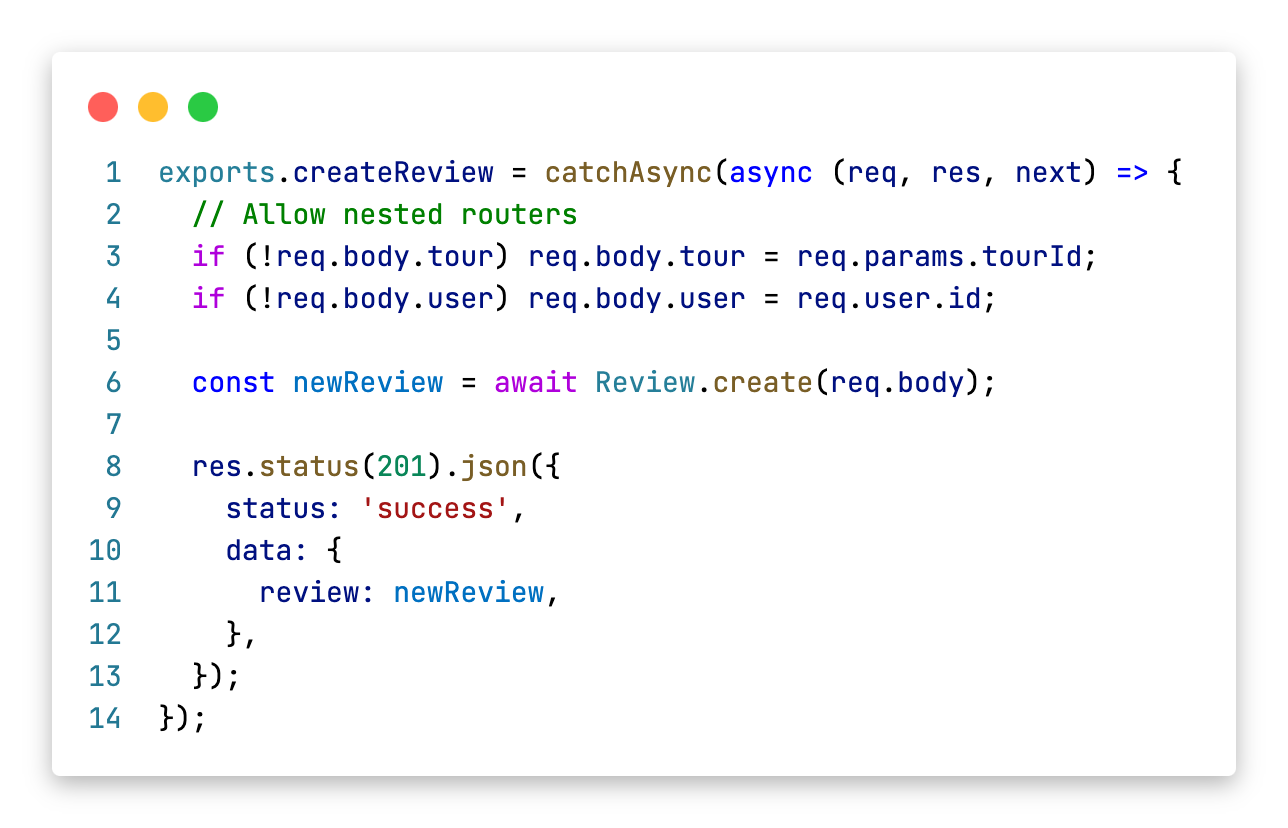 1 exports.createReview = catchAsync(async (req, res, next) => {
2   // Allow nested routers
3   if (!req.body.tour) req.body.tour = req.params.tourId;
4   if (!req.body.user) req.body.user = req.user.id;
5
6   const newReview = await Review.create(req.body);
7
8   res.status(201).json({
9     status: 'success',
10     data: {
11       review: newReview,
12     },
13   });
14 });